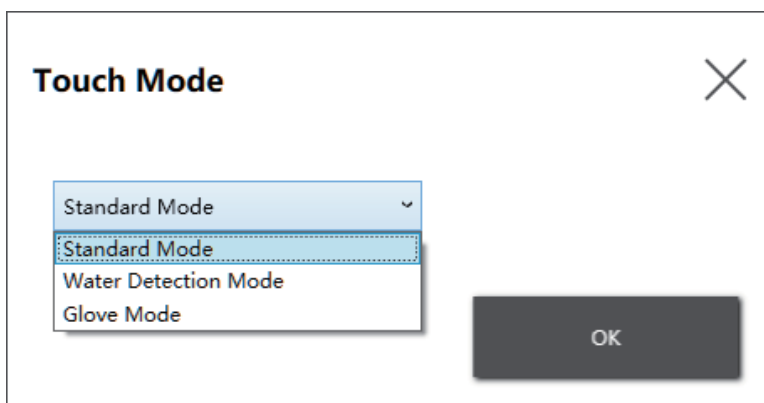 Touch Mode
Standard Mode
Standard Mode
Water Detection Mode
Glove Mode
OK